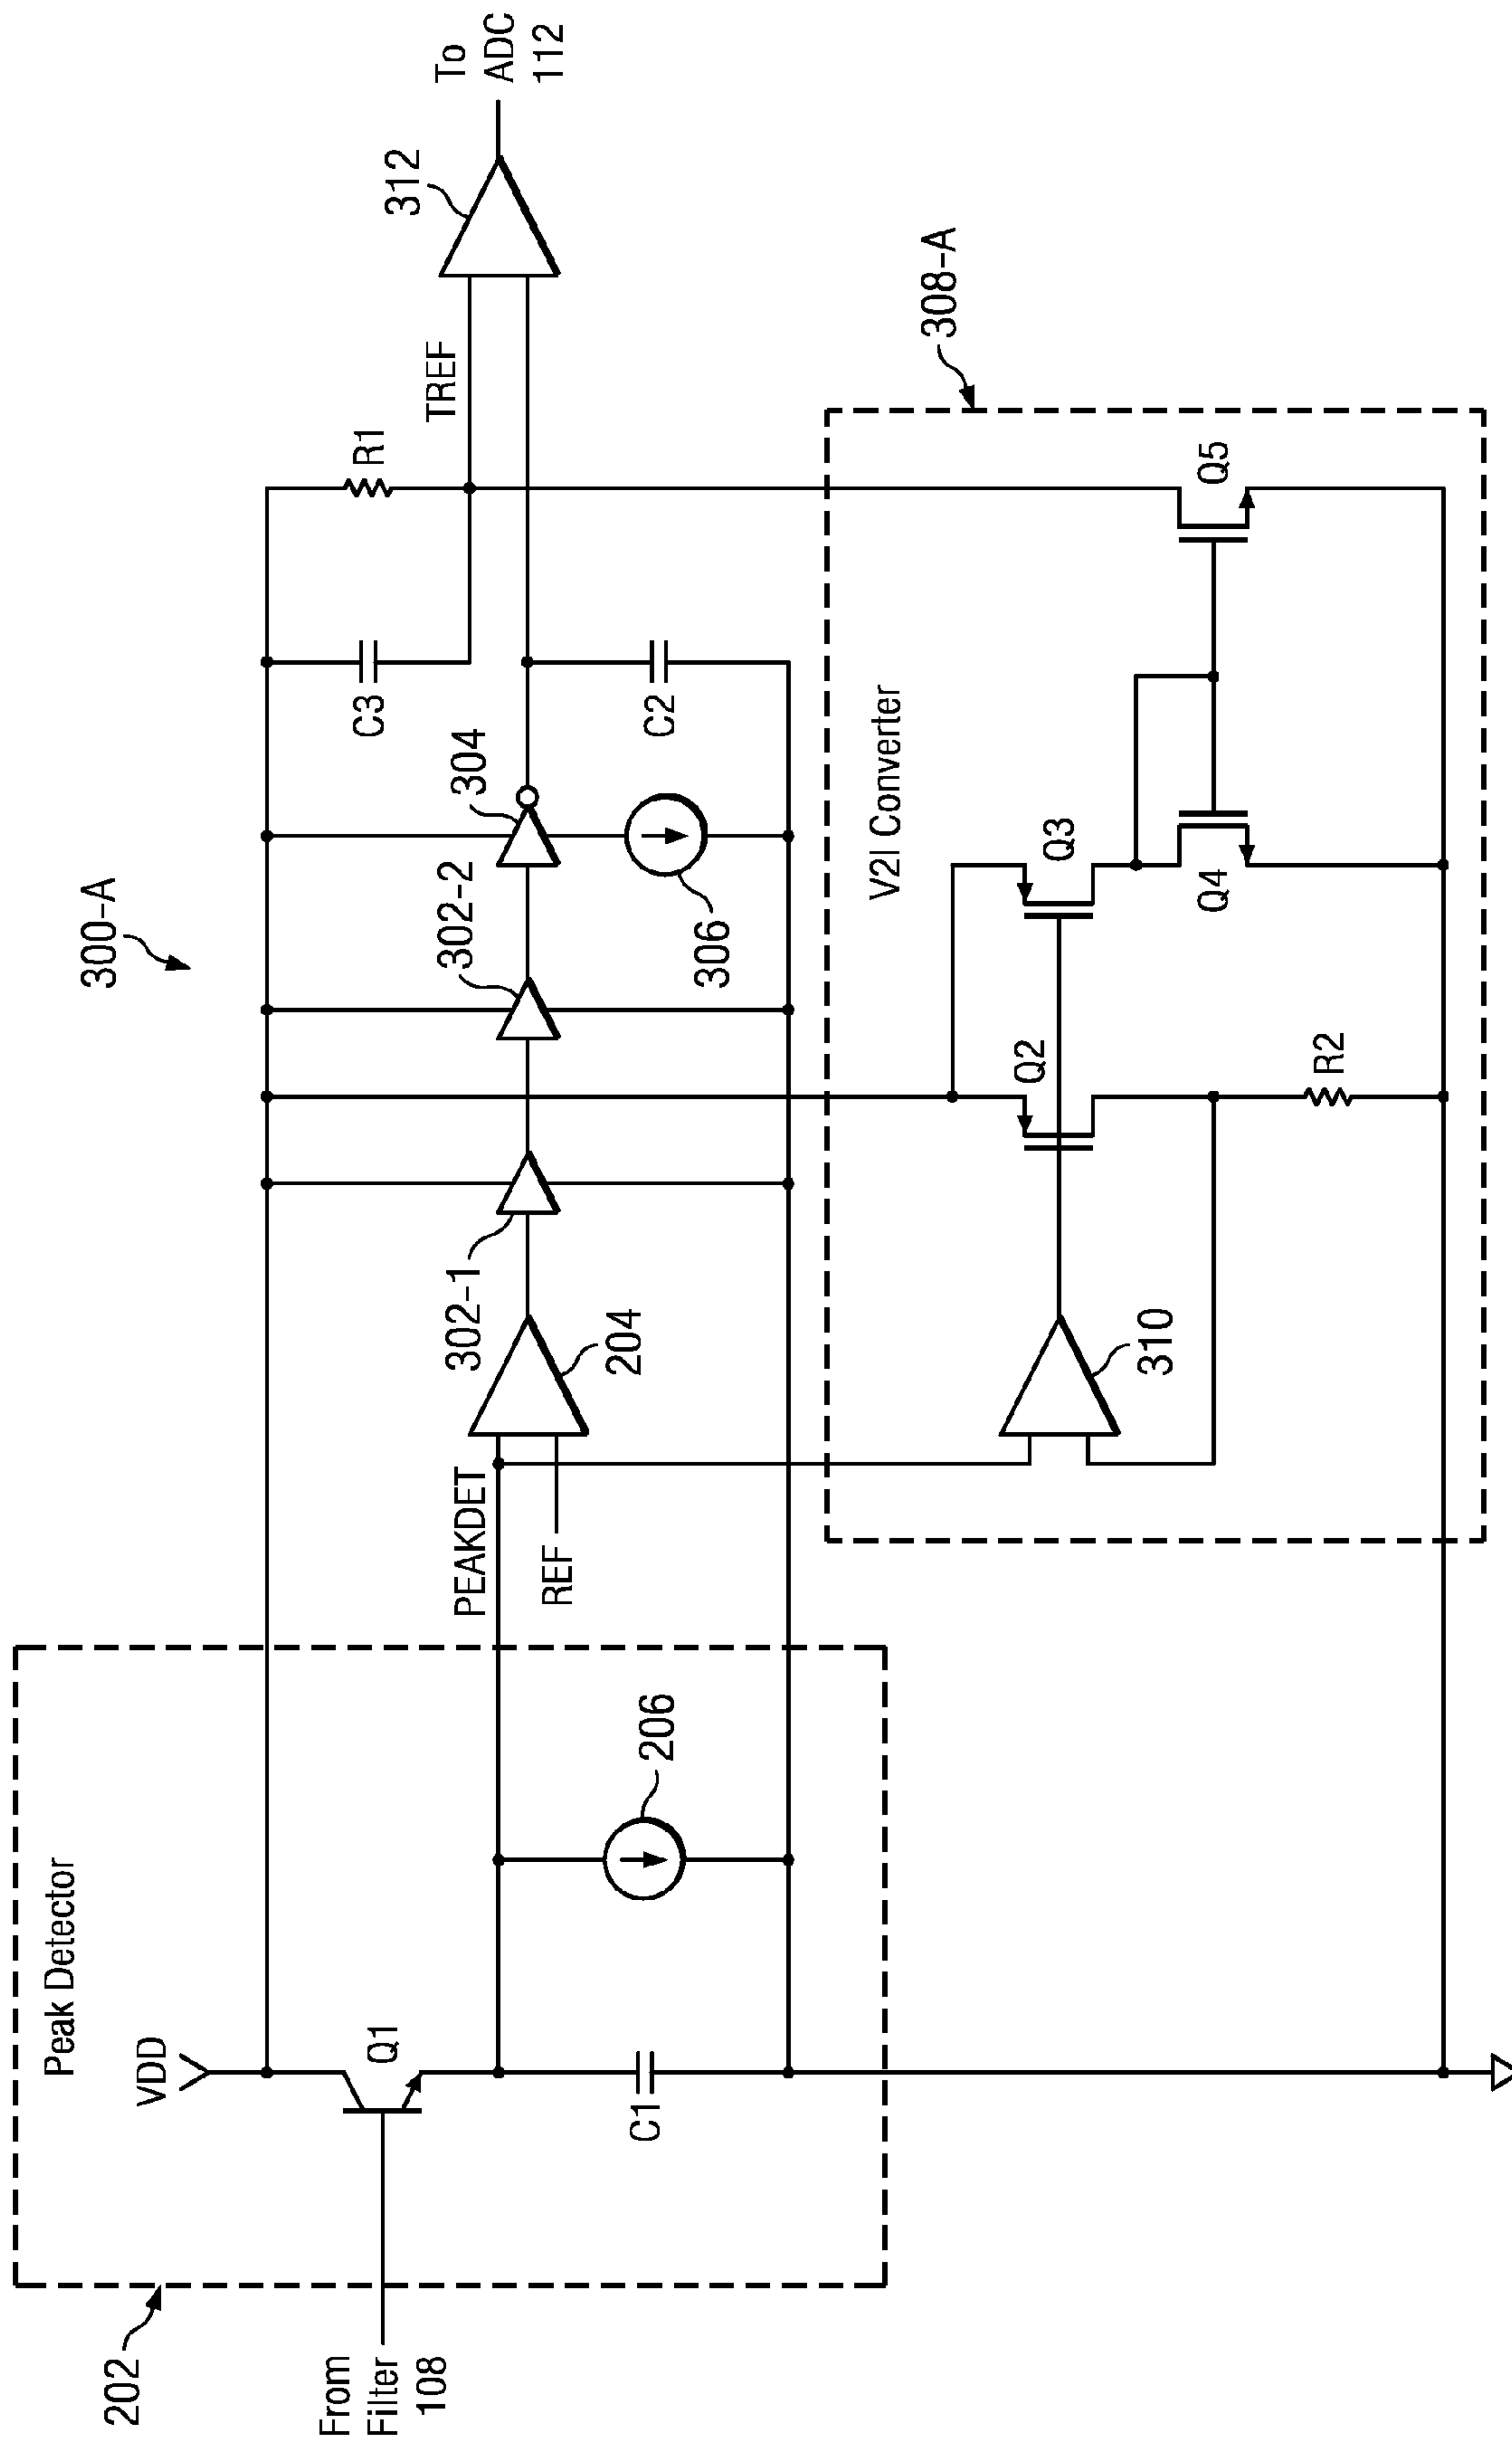 300-A
VDD
Peak Detector
202
From
Filter
108
Q1
C1
206
PEAKDET
REF
204
302-1
302-2
304
306
C3
C2
R1
TREF
312
To
ADC
112
308-A
V2I Converter
310
Q2
Q3
R2
Q4
Q5